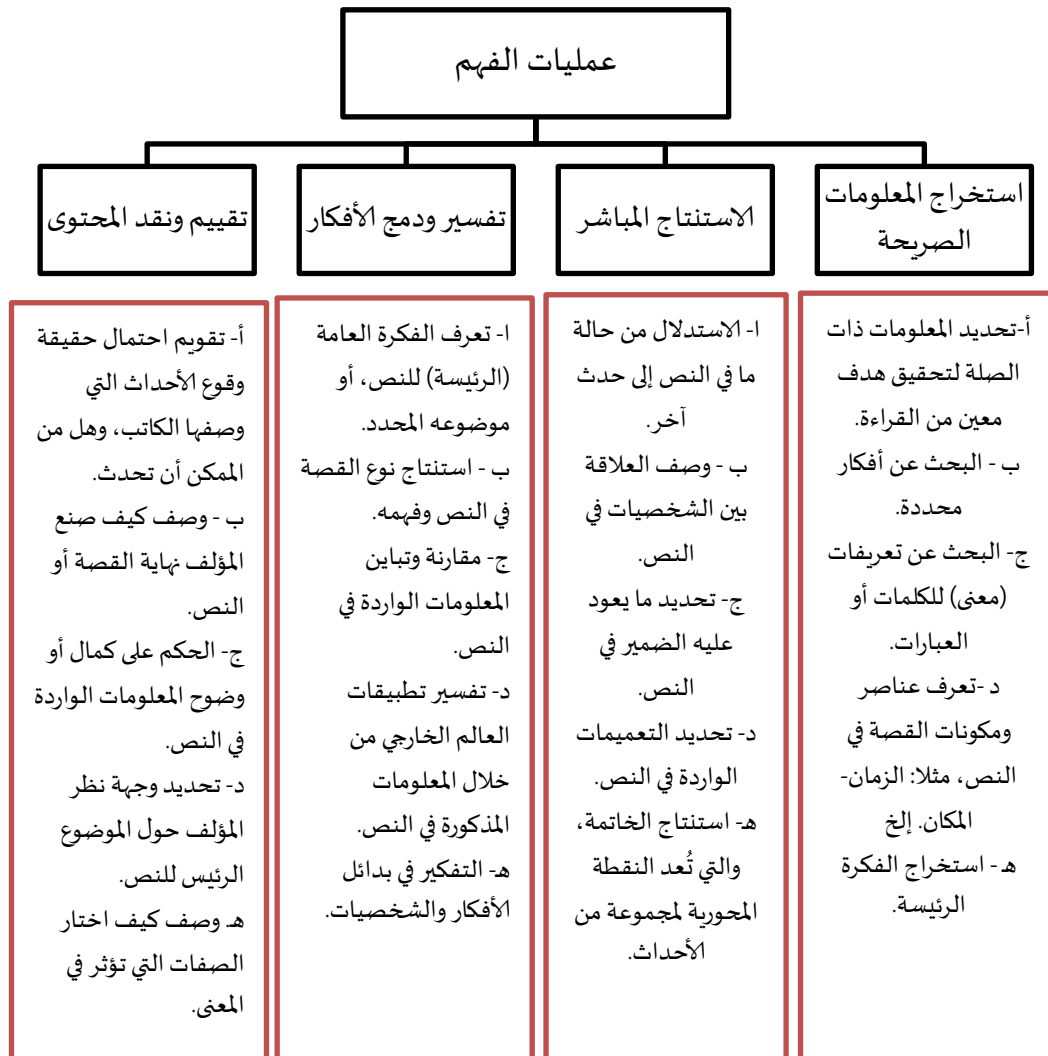 عمليات الفهم
استخراج المعلومات
الصريحة
الاستنتاج المباشر
تفسير ودمج الأفكار
تقييم ونقد المحتوى
أ-تحديد المعلومات ذات
الصلة لتحقيق هدف
معين من القراءة.
ب - البحث عن أفكار
محددة.
ج- البحث عن تعريفات
(معنى) للكلمات أو
العبارات.
د -تعرف عناصر
ومكونات القصة في
النص، مثلا: الزمان-
المكان. إلخ
هـ - استخراج الفكرة
الرئيسة.
ا- الاستدلال من حالة
ما في النص إلى حدث
آخر.
ب - وصف العلاقة
بين الشخصيات في
النص.
ج- تحديد ما يعود
عليه الضمير في
النص.
د- تحديد التعميمات
الواردة في النص.
هـ- استنتاج الخاتمة،
والتي تُعد النقطة
المحورية لمجموعة من
الأحداث.
ا- تعرف الفكرة العامة
(الرئيسة) للنص، أو
موضوعه المحدد.
ب - استنتاج نوع القصة
في النص وفهمه.
ج- مقارنة وتباين
المعلومات الواردة في
النص.
د- تفسير تطبيقات
العالم الخارجي من
خلال المعلومات
المذكورة في النص.
هـ- التفكير في بدائل
الأفكار والشخصيات.
أ- تقويم احتمال حقيقة
وقوع الأحداث التي
وصفها الكاتب، وهل من
الممكن أن تحدث.
ب - وصف كيف صنع
المؤلف نهاية القصة أو
النص.
ج- الحكم على كمال أو
وضوح المعلومات الواردة
في النص.
د- تحديد وجهة نظر
المؤلف حول الموضوع
الرئيس للنص.
هـ وصف كيف اختار
الصفات التي تؤثر في
المعنى.